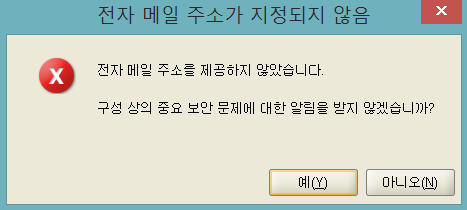 전자 메일 주소가 지정되지 않음
전자 메일 주소를 제공하지 않았습니다.
구성 상의 중요 보안 문제에 대한 알림을 받지 않겠습니까?
예(Y)
아니오(N)